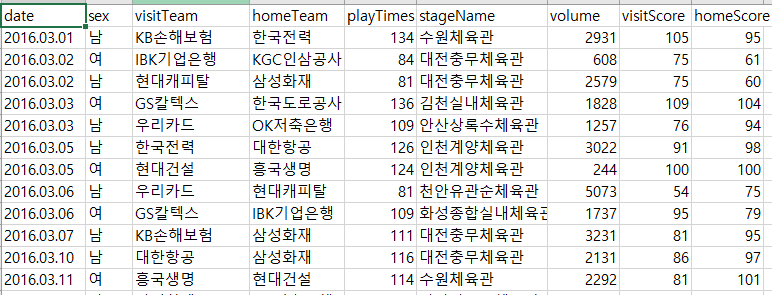 date sex visitTeam homeTeam playTimes stageName volume visitScore homeScore
2016.03.01 남 KB손해보험 한국전력 134 수원체육관 2931 105 95
2016.03.02 여 IBK기업은행 KGC인삼공사 84 대전충무체육관 608 75 61
2016.03.02 남 현대캐피탈 삼성화재 81 대전충무체육관 2579 75 60
2016.03.03 여 GS칼텍스 한국도로공사 136 김천실내체육관 1828 109 104
2016.03.03 남 우리카드 OK저축은행 109 안산상록수체육관 1257 76 94
2016.03.05 남 한국전력 대한항공 126 인천계양체육관 3022 91 98
2016.03.05 여 현대건설 흥국생명 124 인천계양체육관 244 100 100
2016.03.06 남 우리카드 현대캐피탈 81 천안유관순체육관 5073 54 75
2016.03.06 여 GS칼텍스 IBK기업은행 109 화성종합실내체육관 1737 95 79
2016.03.07 남 KB손해보험 삼성화재 111 대전충무체육관 3231 81 95
2016.03.10 남 대한항공 삼성화재 116 대전충무체육관 2131 86 97
2016.03.11 여 흥국생명 현대건설 114 수원체육관 2292 81 101